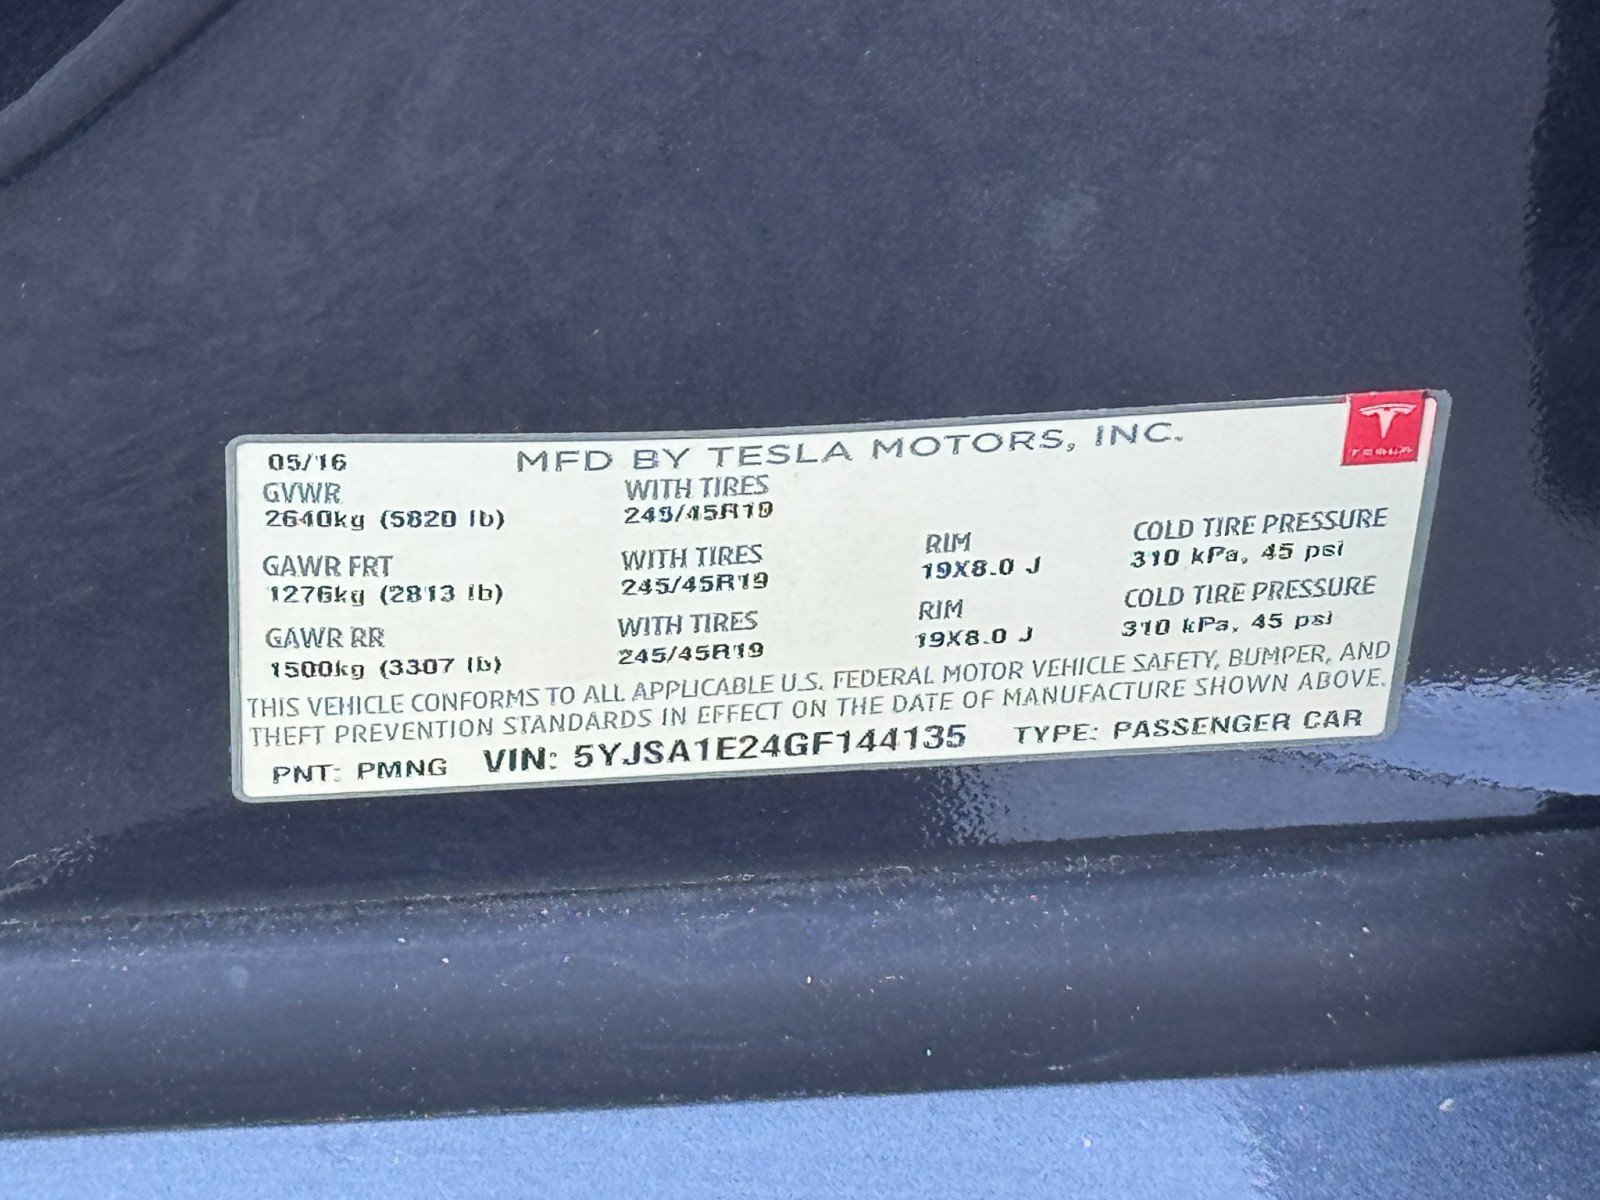 05/16 MFD BY TESLA MOTORS, INC. TESLA
GVWR WITH TIRES
2640kg (5820 lb) 245/45R19
GAWR FRT WITH TIRES RIM COLD TIRE PRESSURE
1276kg (2813 lb) 245/45R19 19X8.0 J 310 kPa, 45 psi
GAWR RR WITH TIRES RIM COLD TIRE PRESSURE
1500kg (3307 lb) 245/45R19 19X8.0 J 310 kPa, 45 psi
THIS VEHICLE CONFORMS TO ALL APPLICABLE U.S. FEDERAL MOTOR VEHICLE SAFETY, BUMPER, AND
THEFT PREVENTION STANDARDS IN EFFECT ON THE DATE OF MANUFACTURE SHOWN ABOVE.
PNT: PMNG VIN: 5YJSA1E24GF144135 TYPE: PASSENGER CAR